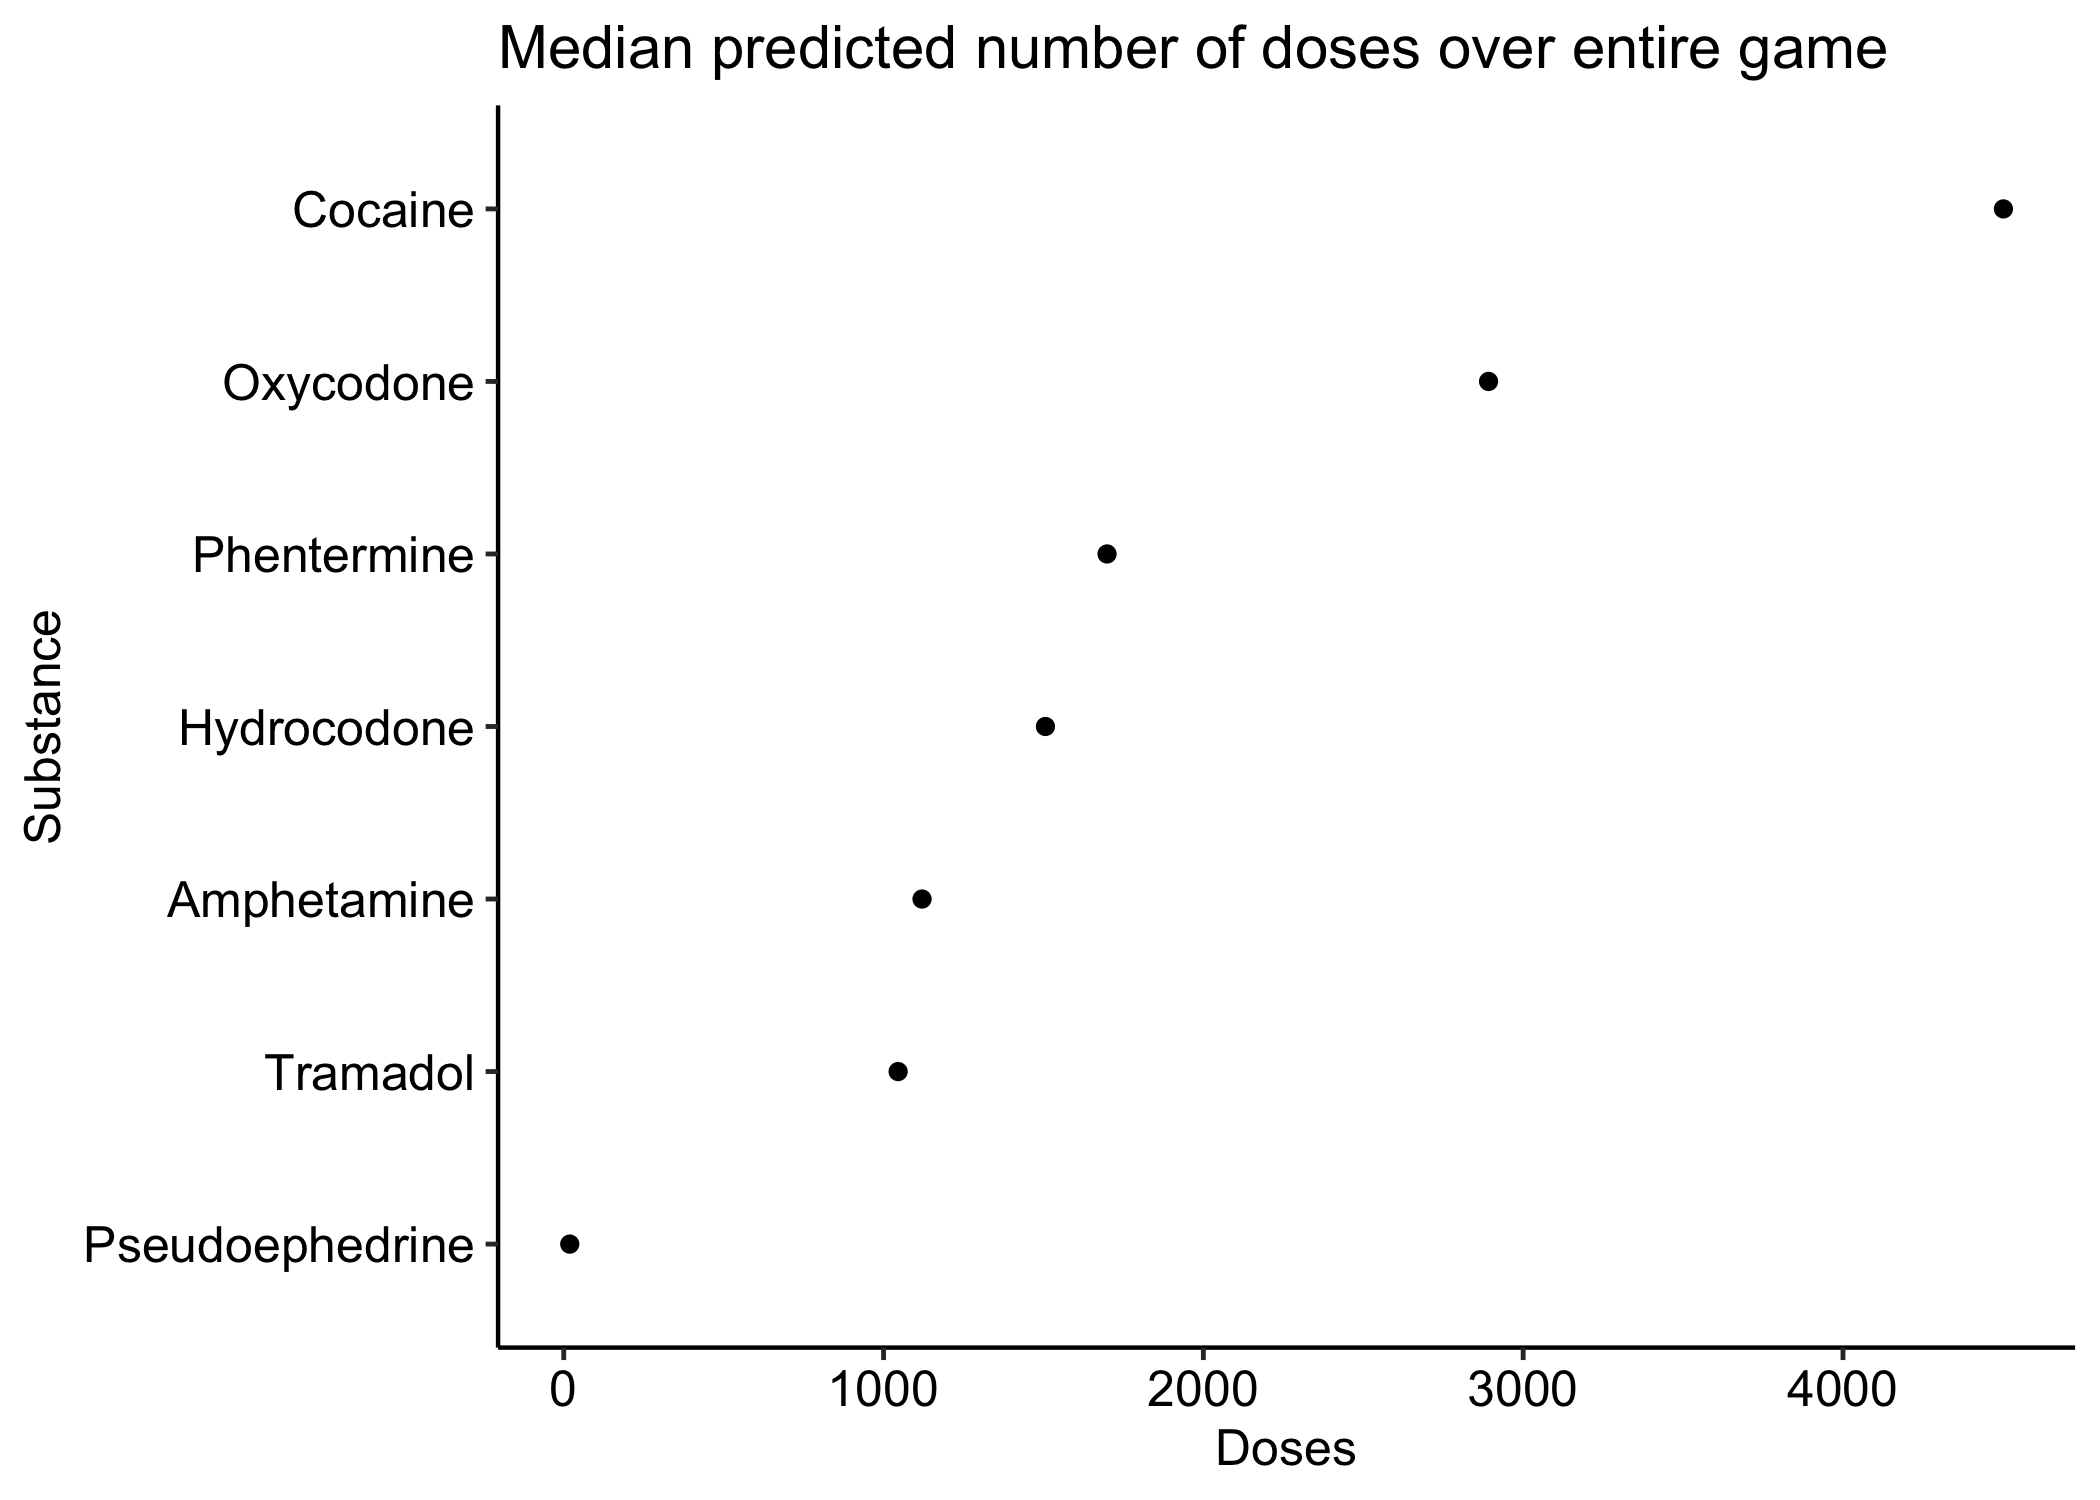 Median predicted number of doses over entire game
Cocaine
Oxycodone
Phentermine
Hydrocodone
Amphetamine
Tramadol
Pseudoephedrine
Substance
0 1000 2000 3000 4000
Doses